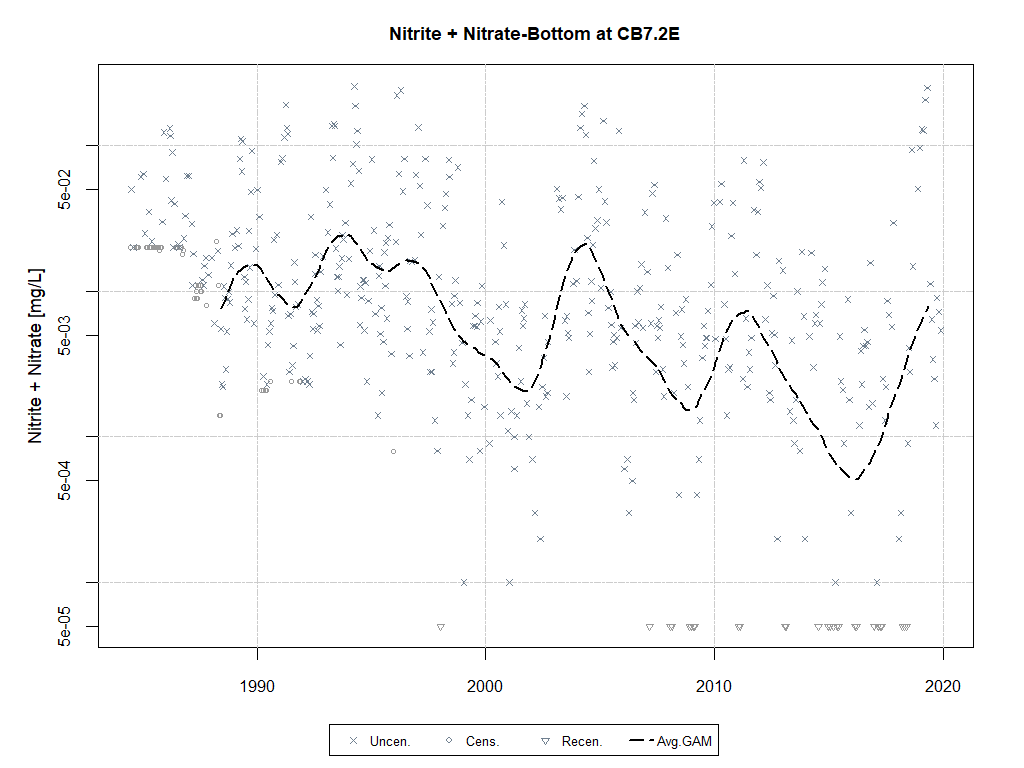 Nitrite + Nitrate-Bottom at CB7.2E
Nitrite + Nitrate [mg/L]
5e-02
5e-03
5e-04
5e-05
1990 2000 2010 2020
Uncen. Cens. Recen. Avg.GAM